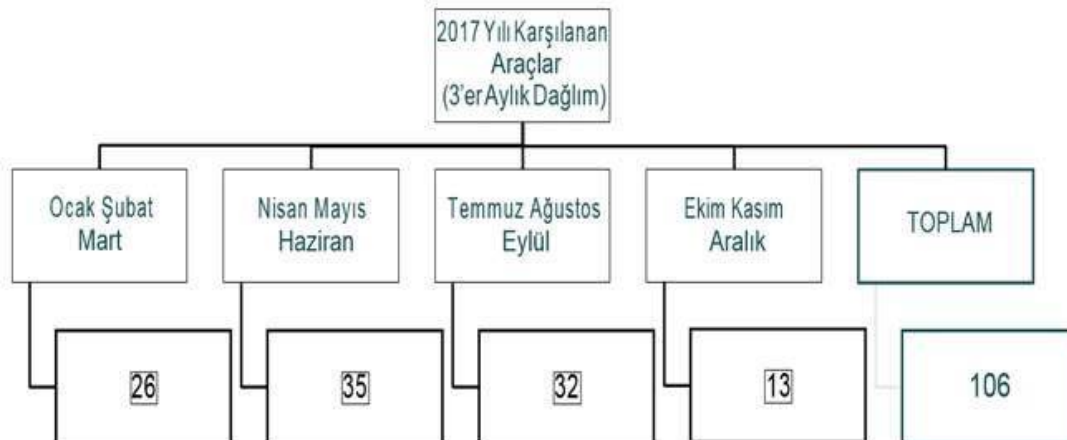 2017 Yılı Karşılanan
Araçlar
(3'er Aylık Dağlım)
Ocak Şubat
Mart
Nisan Mayıs
Haziran
Temmuz Ağustos
Eylül
Ekim Kasım
Aralık
TOPLAM
26
35
32
13
106